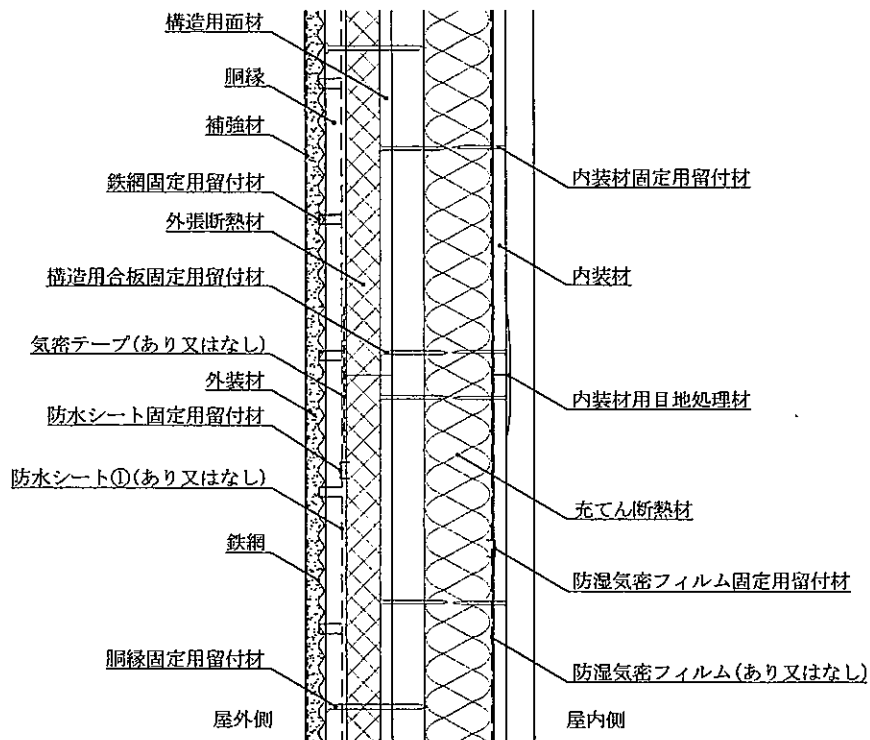 構造用面材
胴縁
補強材
鉄網固定用留付材
外張断熱材
構造用合板固定用留付材
気密テープ(あり又はなし)
外装材
防水シート固定用留付材
防水シート①(あり又はなし)
鉄網
胴縁固定用留付材
屋外側
内装材固定用留付材
内装材
内装材用目地処理材
充てん断熱材
防湿気密フィルム固定用留付材
防湿気密フィルム(あり又はなし)
屋内側